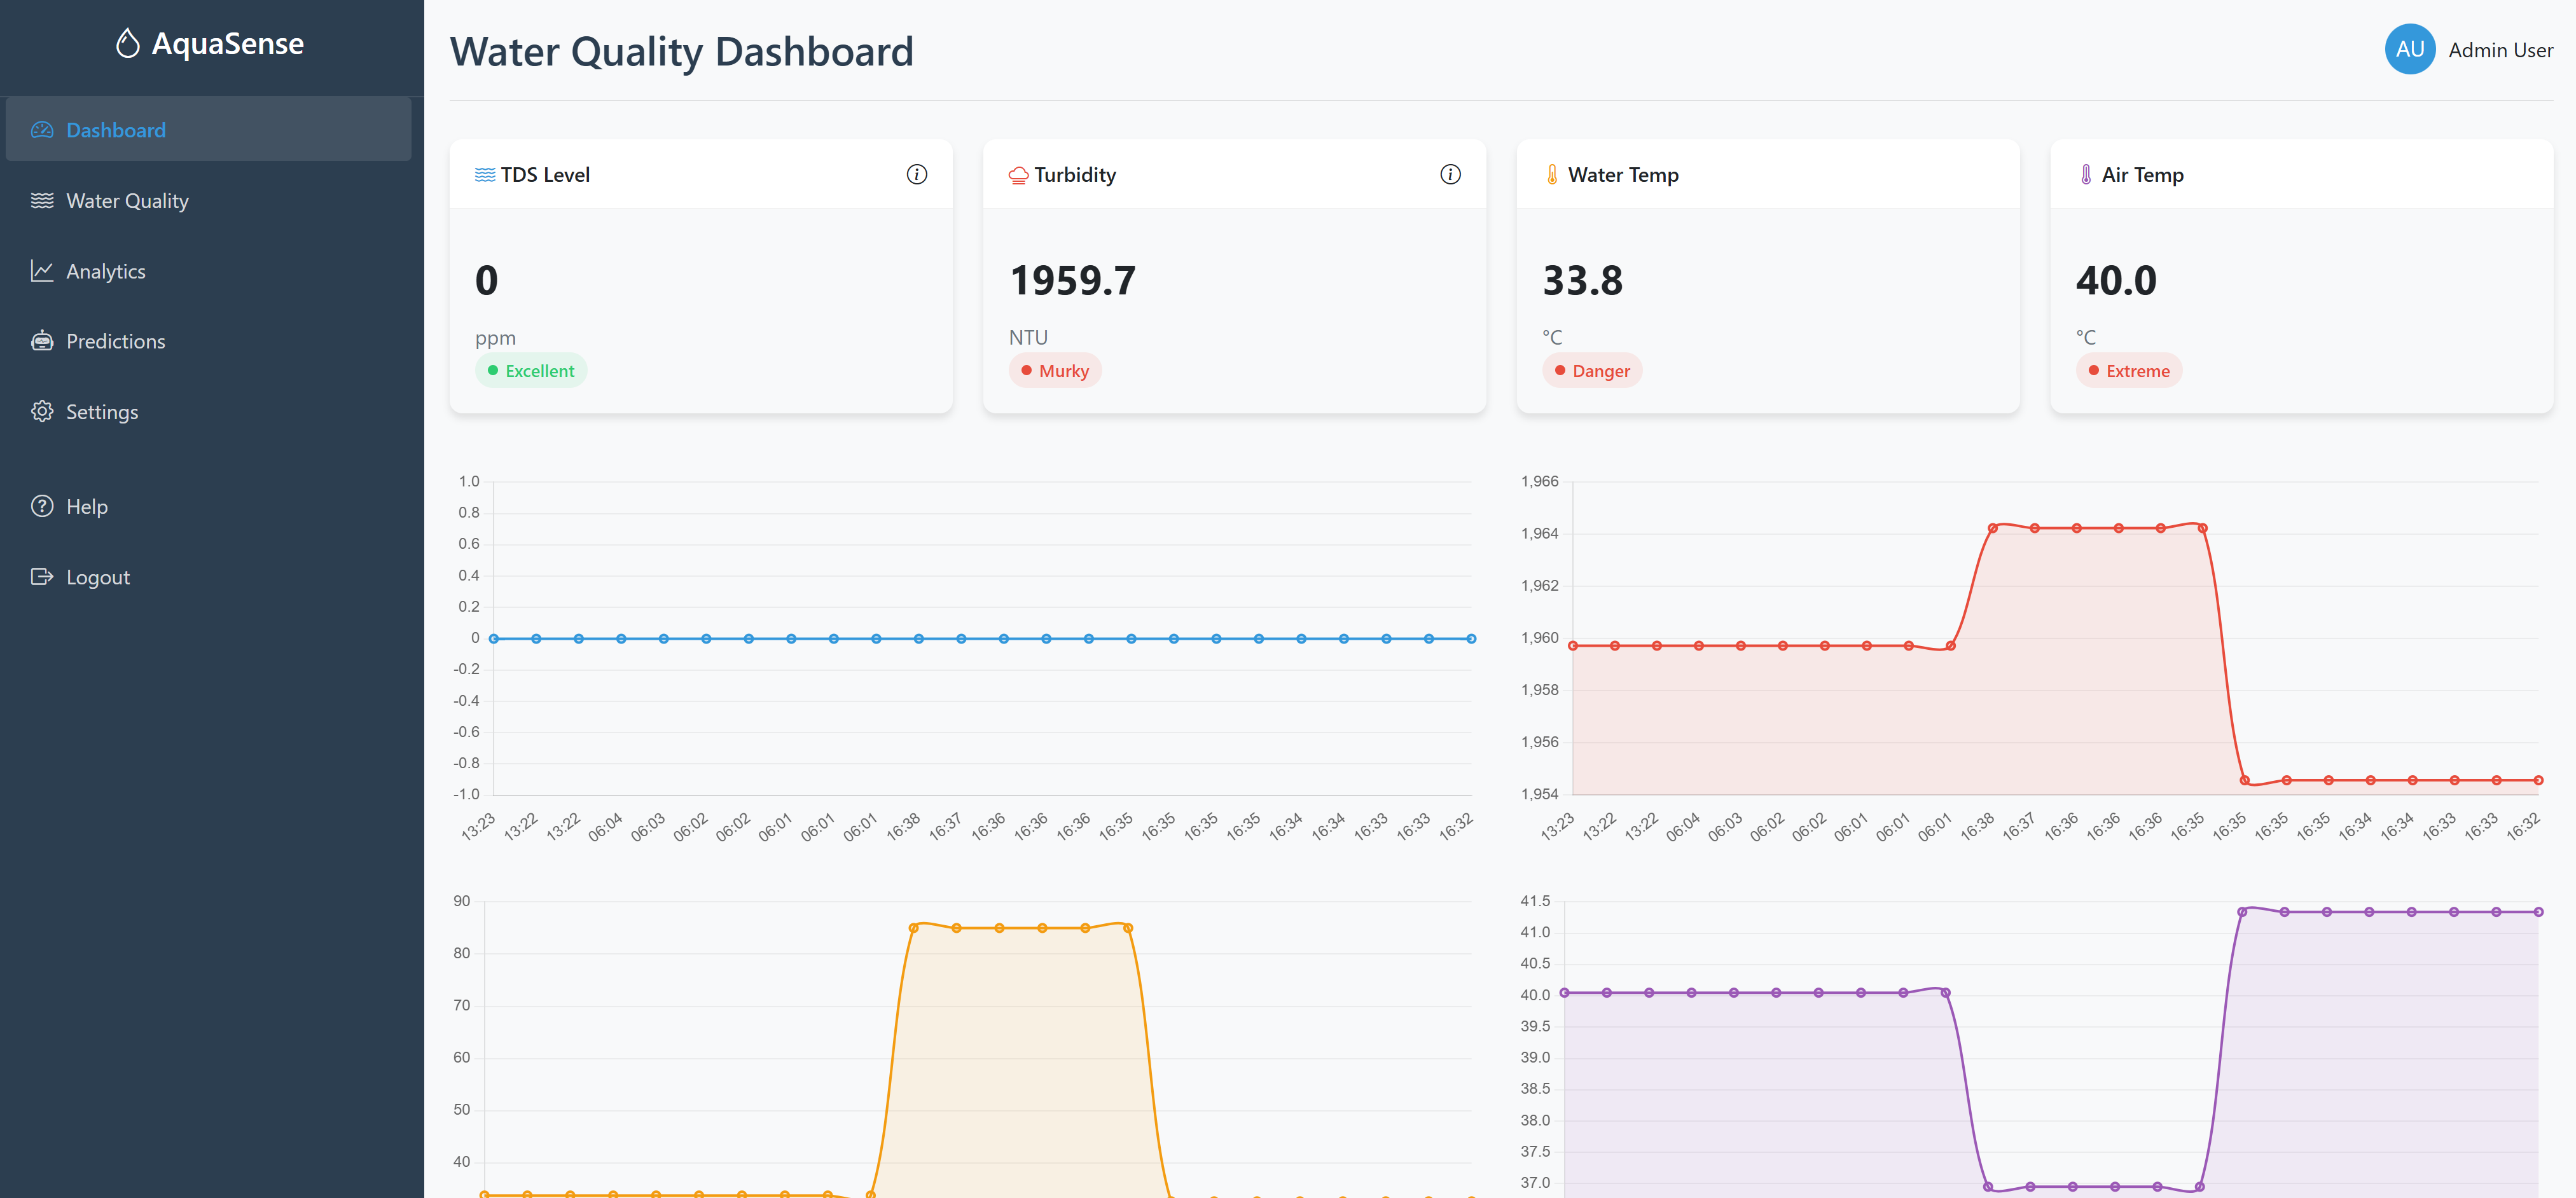 AquaSense
Dashboard
Water Quality
Analytics
Predictions
Settings
Help
Logout
Water Quality Dashboard
AU Admin User
TDS Level
0
ppm
Excellent
Turbidity
1959.7
NTU
Murky
Water Temp
33.8
°C
Danger
Air Temp
40.0
°C
Extreme
1.0
0.8
0.6
0.4
0.2
0
-0.2
-0.4
-0.6
-0.8
-1.0
13:23 13:22 13:22 06:04 06:03 06:02 06:02 06:01 06:01 06:01 16:38 16:37 16:36 16:36 16:36 16:35 16:35 16:35 16:35 16:34 16:34 16:33 16:33 16:32
1,966
1,964
1,962
1,960
1,958
1,956
1,954
13:23 13:22 13:22 06:04 06:03 06:02 06:02 06:01 06:01 06:01 16:38 16:37 16:36 16:36 16:36 16:35 16:35 16:35 16:35 16:34 16:34 16:33 16:33 16:32
90
80
70
60
50
40
41.5
41.0
40.5
40.0
39.5
39.0
38.5
38.0
37.5
37.0